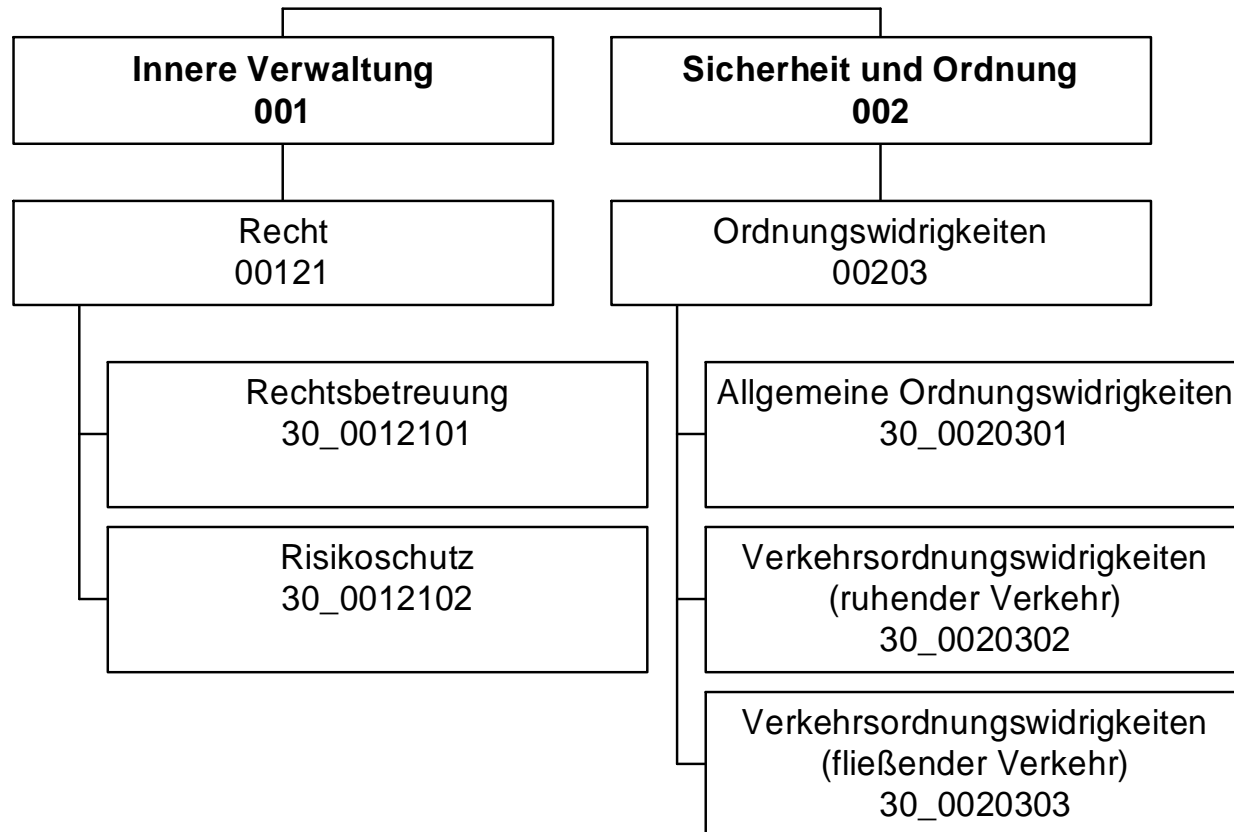 Innere Verwaltung
001
Sicherheit und Ordnung
002
Recht
00121
Ordnungswidrigkeiten
00203
Rechtsbetreuung
30_0012101
Allgemeine Ordnungswidrigkeiten
30_0020301
Risikoschutz
30_0012102
Verkehrsordnungswidrigkeiten
(ruhender Verkehr)
30_0020302
Verkehrsordnungswidrigkeiten
(fließender Verkehr)
30_0020303